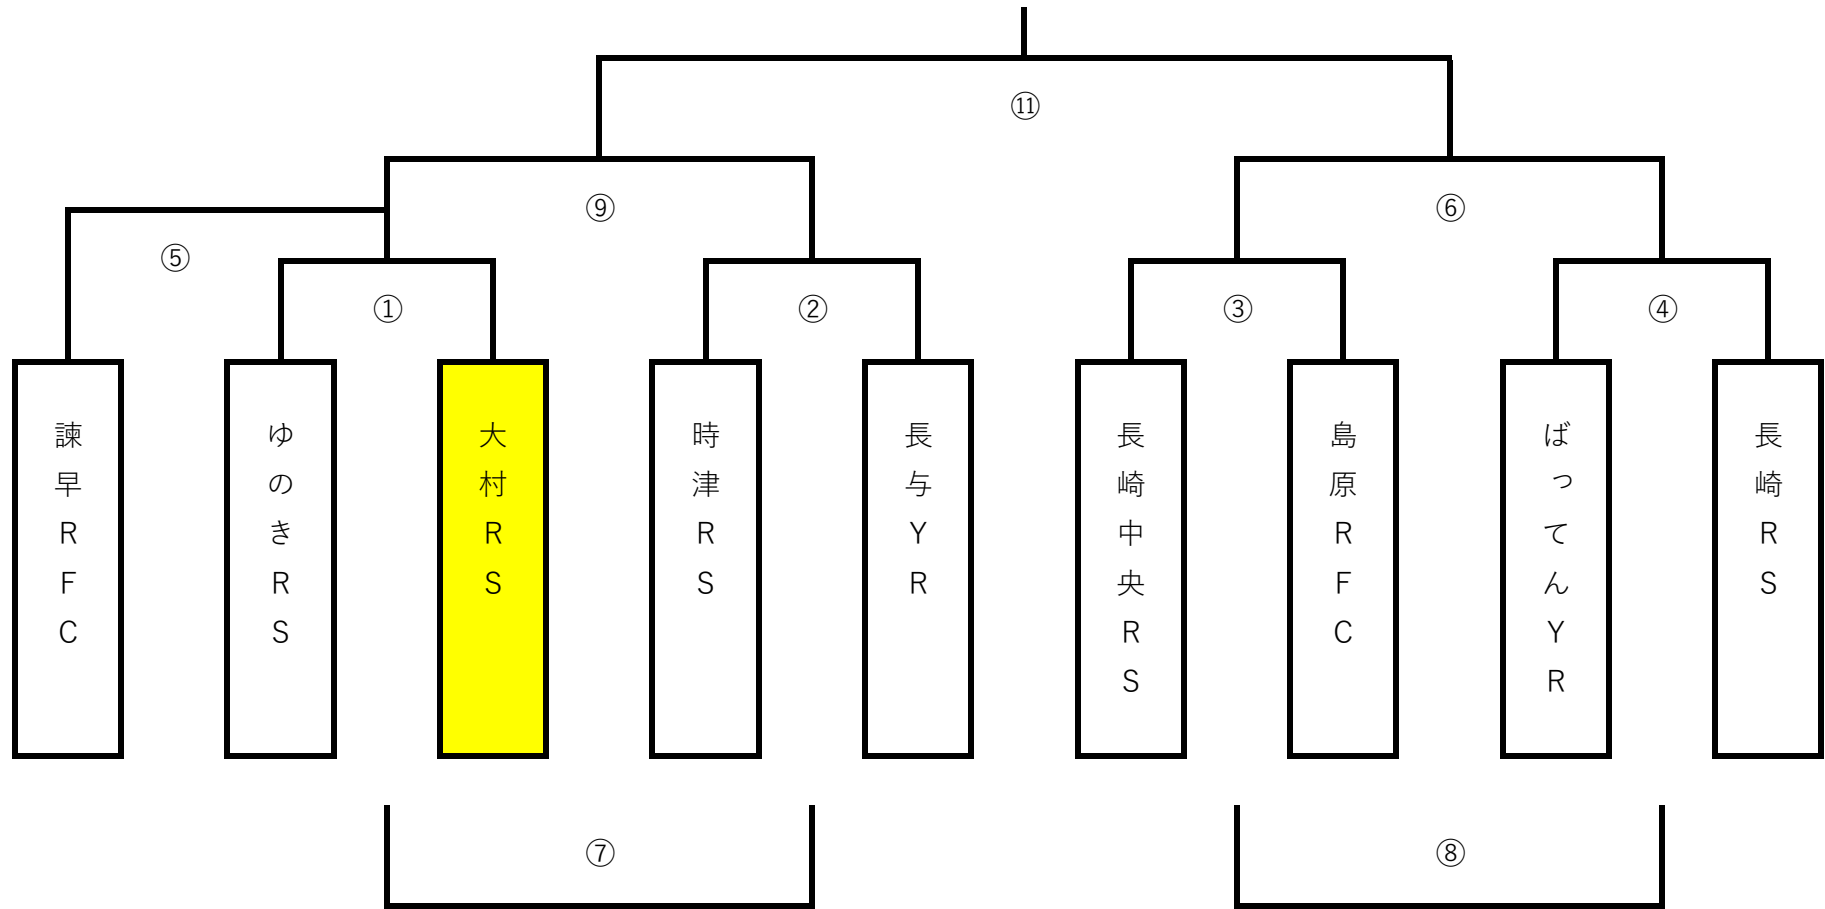 ⑪
⑨
⑥
⑤
①
②
③
④
諫早RFC
ゆのきRS
大村RS
時津RS
長与YR
長崎中央RS
島原RFC
ばってんYR
長崎RS
⑦
⑧